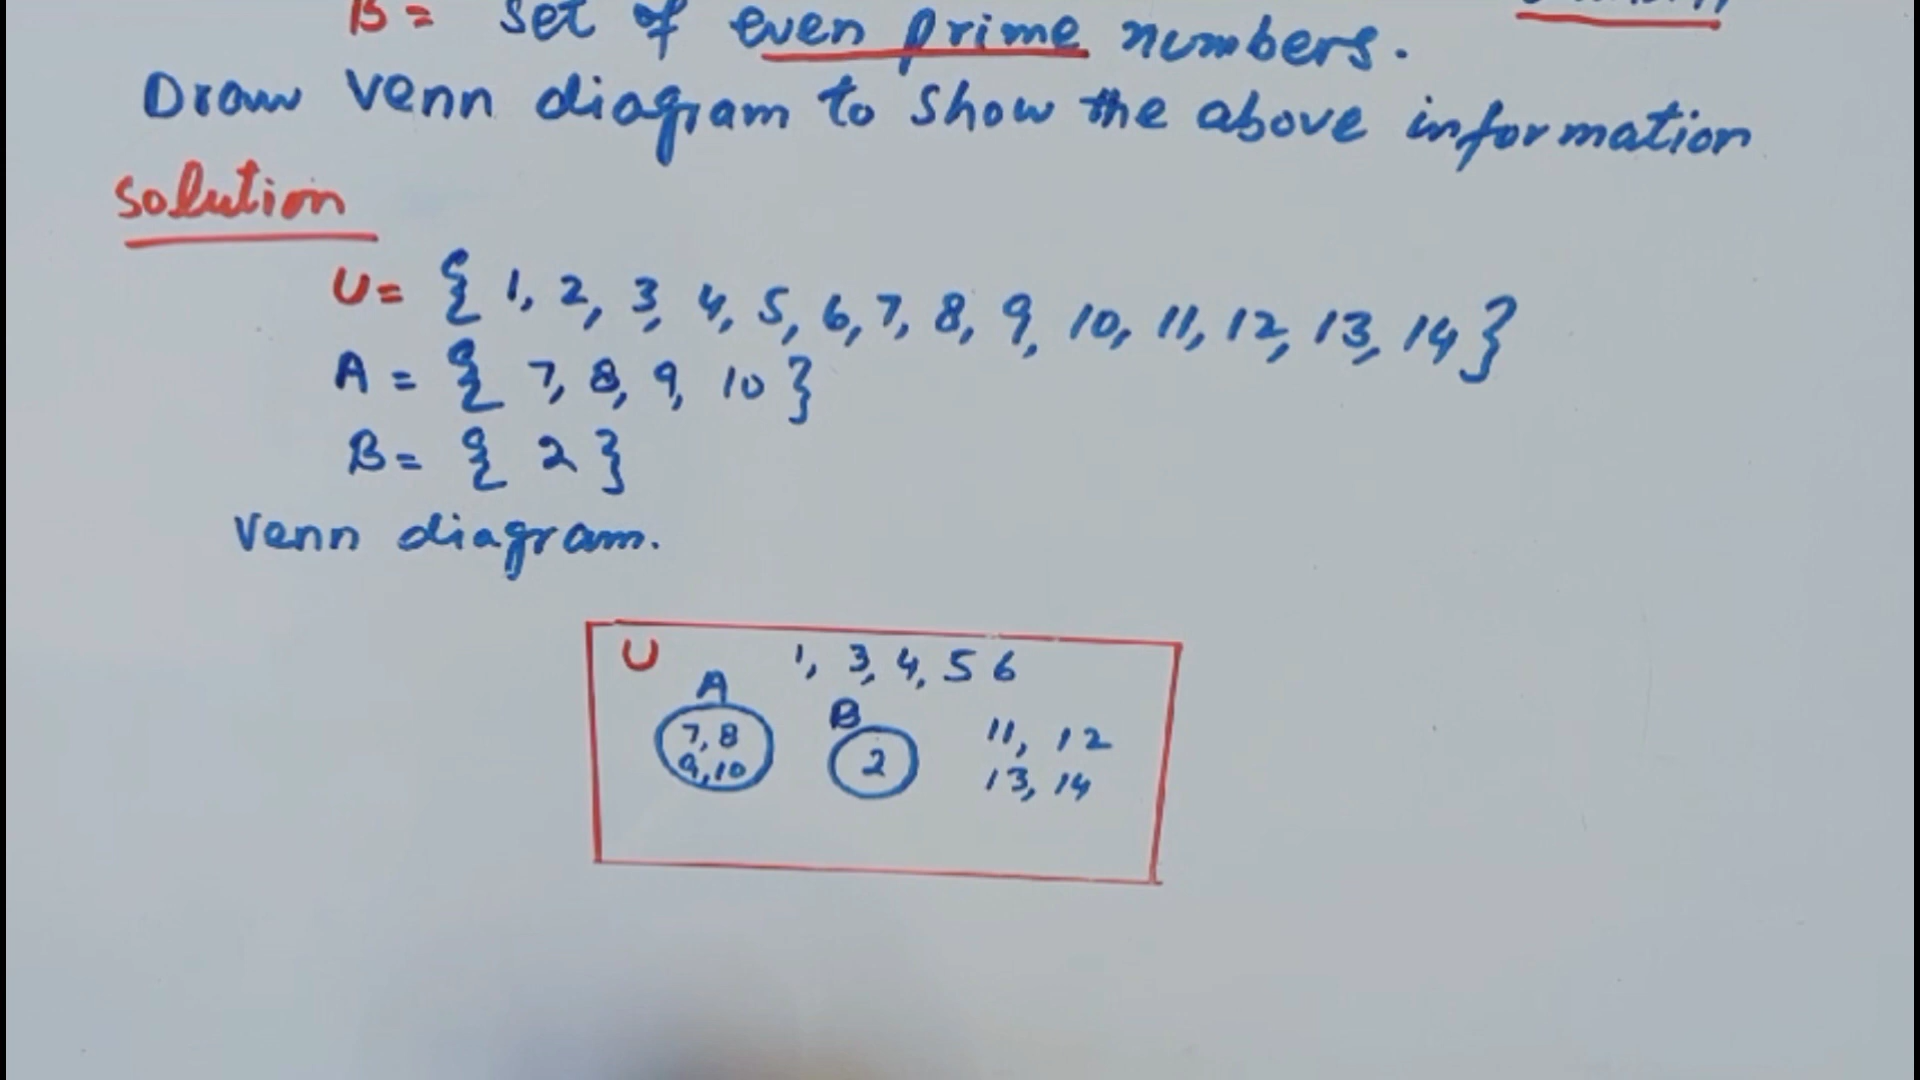 B = set of even prime numbers.
Draw Venn diagram to show the above information
solution
U = { 1, 2, 3, 4, 5, 6, 7, 8, 9, 10, 11, 12, 13, 14 }
A = { 7, 8, 9, 10 }
B = { 2 }
Venn diagram.
U 1, 3, 4, 5 6
A
B
7, 8
9, 10
2
11, 12
13, 14